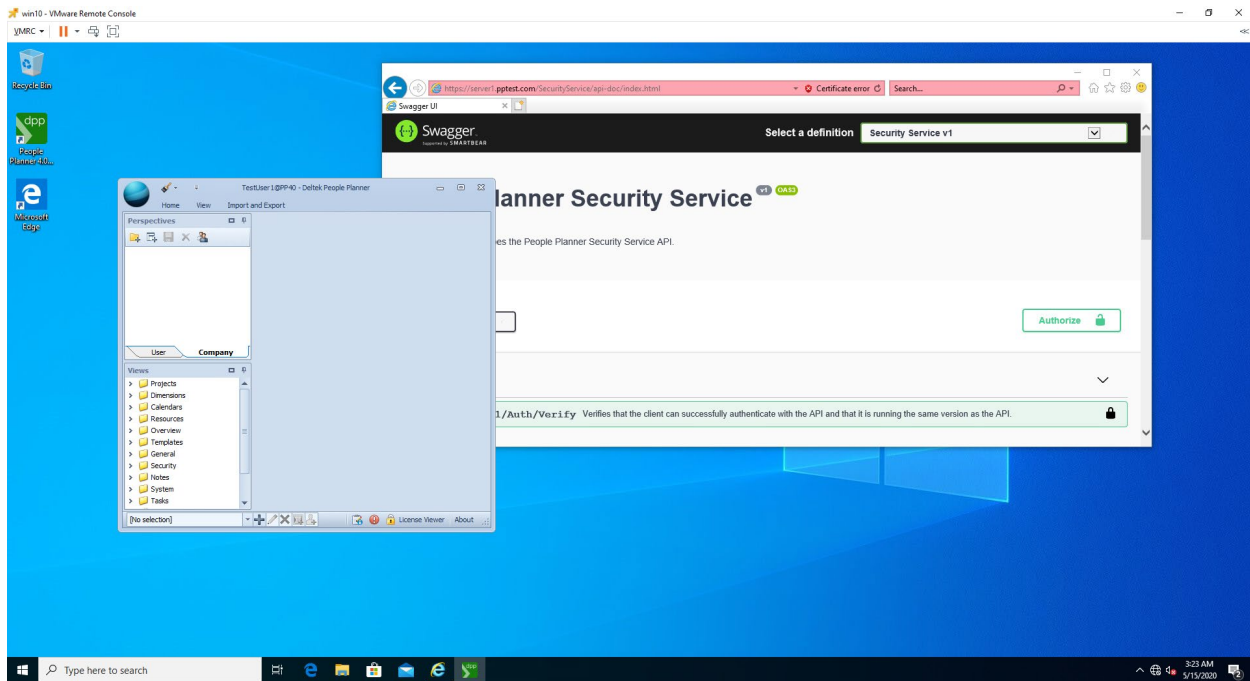 win10 - VMware Remote Console
VMRC
Recycle Bin
dpp
People
Planner 4.0...
Microsoft
Edge
https://server1.pptest.com/SecurityService/api-doc/index.html
Certificate error
Search...
Swagger UI
Swagger.
Supported by SMARTBEAR
Select a definition
Security Service v1
lanner Security Service
v1
OAS3
es the People Planner Security Service API.
Authorize
1/Auth/Verify Verifies that the client can successfully authenticate with the API and that it is running the same version as the API.
TestUser1@PP40 - Deltek People Planner
Home View Import and Export
Perspectives
User Company
Views
Projects
Dimensions
Calendars
Resources
Overview
Templates
General
Security
Notes
System
Tasks
[No selection]
License Viewer About
Type here to search
dpp
3:23 AM
5/15/2020
2